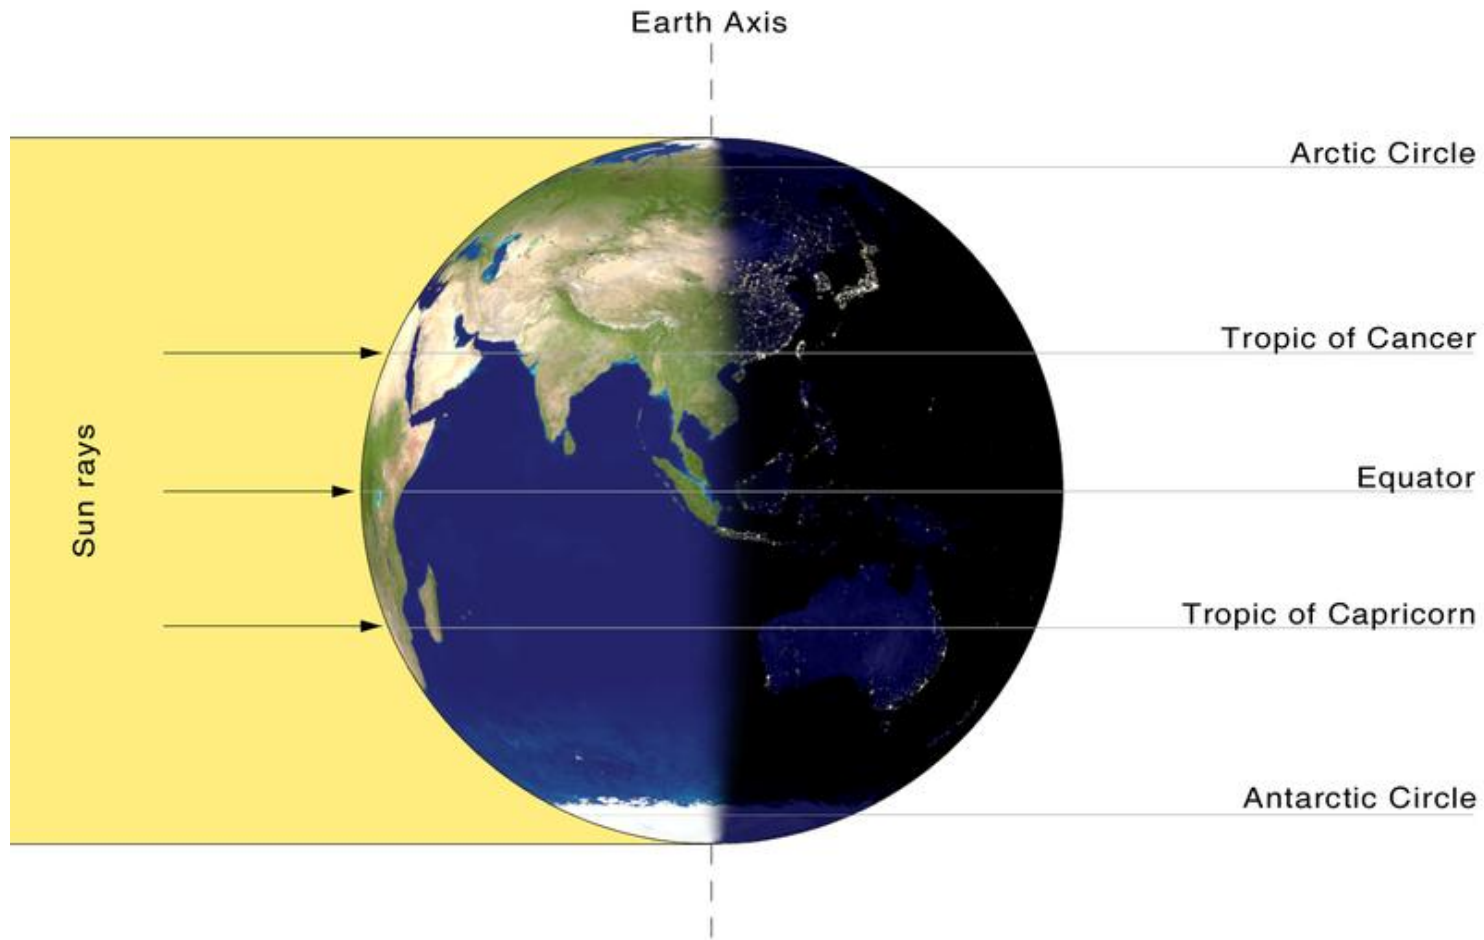 Earth Axis
Arctic Circle
Tropic of Cancer
Sun rays
Equator
Tropic of Capricorn
Antarctic Circle